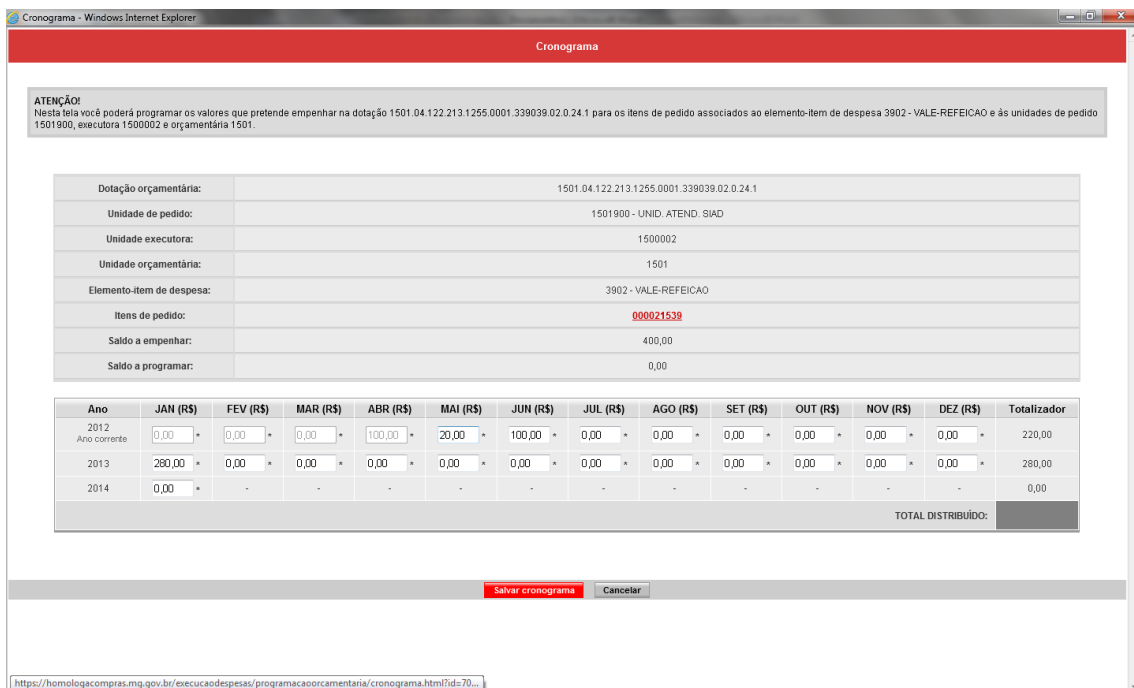 Cronograma - Windows Internet Explorer
Cronograma
ATENÇÃO!
Nesta tela você poderá programar os valores que pretende empenhar na dotação 1501.04.122.213.1255.0001.339039.02.0.24.1 para os itens de pedido associados ao elemento-item de despesa 3902 - VALE-REFEICAO e às unidades de pedido
1501900, executora 1500002 e orçamentária 1501.
Dotação orçamentária: 1501.04.122.213.1255.0001.339039.02.0.24.1
Unidade de pedido: 1501900 - UNID. ATEND. SIAD
Unidade executora: 1500002
Unidade orçamentária: 1501
Elemento-item de despesa: 3902 - VALE-REFEICAO
Itens de pedido: 000021539
Saldo a empenhar: 400,00
Saldo a programar: 0,00
Ano JAN (R$) FEV (R$) MAR (R$) ABR (R$) MAI (R$) JUN (R$) JUL (R$) AGO (R$) SET (R$) OUT (R$) NOV (R$) DEZ (R$) Totalizador
2012 0,00 * 0,00 * 0,00 * 100,00 * 20,00 * 100,00 * 0,00 * 0,00 * 0,00 * 0,00 * 0,00 * 0,00 * 220,00
Ano corrente
2013 280,00 * 0,00 * 0,00 * 0,00 * 0,00 * 0,00 * 0,00 * 0,00 * 0,00 * 0,00 * 0,00 * 0,00 * 280,00
2014 0,00 * - - - - - - - - - - - 0,00
TOTAL DISTRIBUÍDO:
Salvar cronograma Cancelar
https://homologacompras.mg.gov.br/execucaodespesas/programacaoorcamentaria/cronograma.html?id=70...